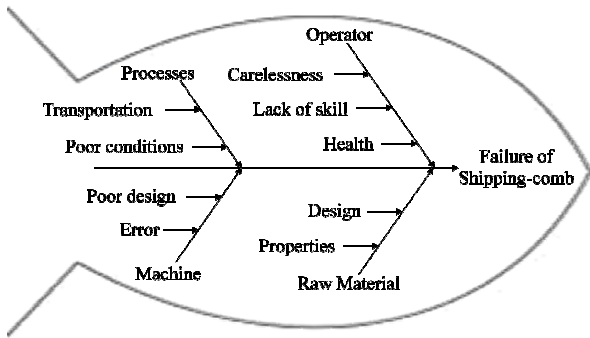 Operator
Processes
Carelessness
Transportation
Lack of skill
Poor conditions
Health
Failure of
Shipping-comb
Poor design
Design
Error
Properties
Machine
Raw Material